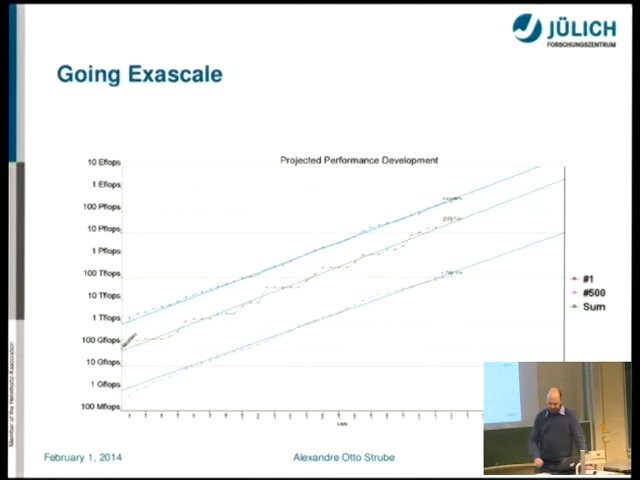 JÜLICH
FORSCHUNGSZENTRUM
Going Exascale
Projected Performance Development
10 Eflops
1 Eflops
100 Pflops
10 Pflops
1 Pflops
100 Tflops
10 Tflops
1 Tflops
100 Gflops
10 Gflops
1 Gflops
100 Mflops
#1
#500
Sum
Member of the Helmholtz-Association
February 1, 2014
Alexandre Otto Strube